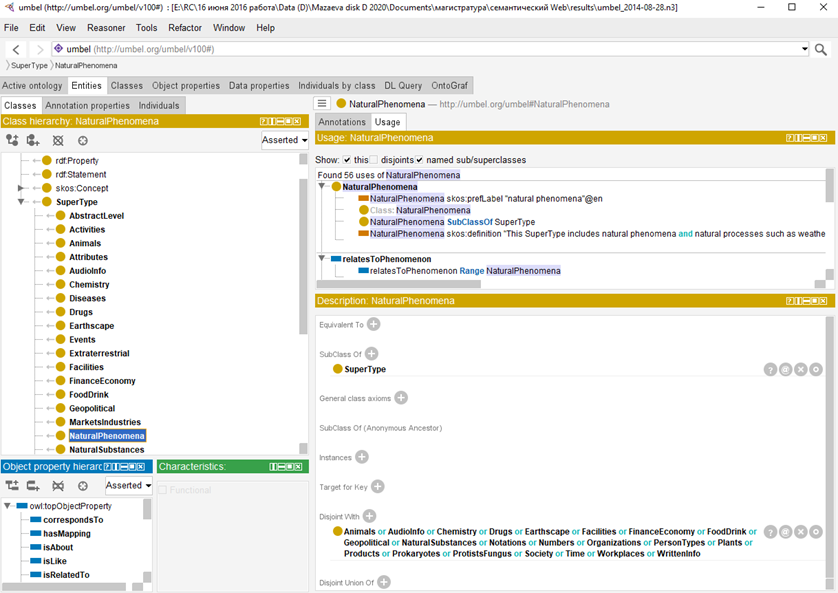 umbel (http://umbel.org/umbel/v100#) : [E:\RC\16 июня 2016 копия\Data (D)\Mazaeva disk D 2020\Documents\магистратура\семантический Web\results\umbel_2014-08-28.n3]
File Edit View Reasoner Tools Refactor Window Help
umbel (http://umbel.org/umbel/v100#)
SuperType NaturalPhenomena
Active ontology Entities Classes Object properties Data properties Individuals by class DL Query OntoGraf
Classes Annotation properties Individuals
Class hierarchy: NaturalPhenomena
Asserted
rdf:Property
rdf:Statement
skos:Concept
SuperType
AbstractLevel
Activities
Animals
Attributes
AudioInfo
Chemistry
Diseases
Drugs
Earthscape
Events
Extraterrestrial
Facilities
FinanceEconomy
FoodDrink
Geopolitical
MarketsIndustries
NaturalPhenomena
NaturalSubstances
Object property hierarc
Asserted
owl:topObjectProperty
correspondsTo
hasMapping
isAbout
isLike
isRelatedTo
Characteristics:
Functional
NaturalPhenomena — http://umbel.org/umbel#NaturalPhenomena
Annotations Usage
Usage: NaturalPhenomena
Show: this disjoints named sub/superclasses
Found 56 uses of NaturalPhenomena
NaturalPhenomena
NaturalPhenomena skos:prefLabel "natural phenomena"@en
Class: NaturalPhenomena
NaturalPhenomena SubClassOf SuperType
NaturalPhenomena skos:definition "This SuperType includes natural phenomena and natural processes such as weathe
relatesToPhenomenon
relatesToPhenomenon Range NaturalPhenomena
Description: NaturalPhenomena
Equivalent To
SubClass Of
SuperType
General class axioms
SubClass Of (Anonymous Ancestor)
Instances
Target for Key
Disjoint With
Animals or AudioInfo or Chemistry or Drugs or Earthscape or Facilities or FinanceEconomy or FoodDrink or
Geopolitical or NaturalSubstances or Notations or Numbers or Organizations or PersonTypes or Plants or
Products or Prokaryotes or ProtistsFungus or Society or Time or Workplaces or WrittenInfo
Disjoint Union Of